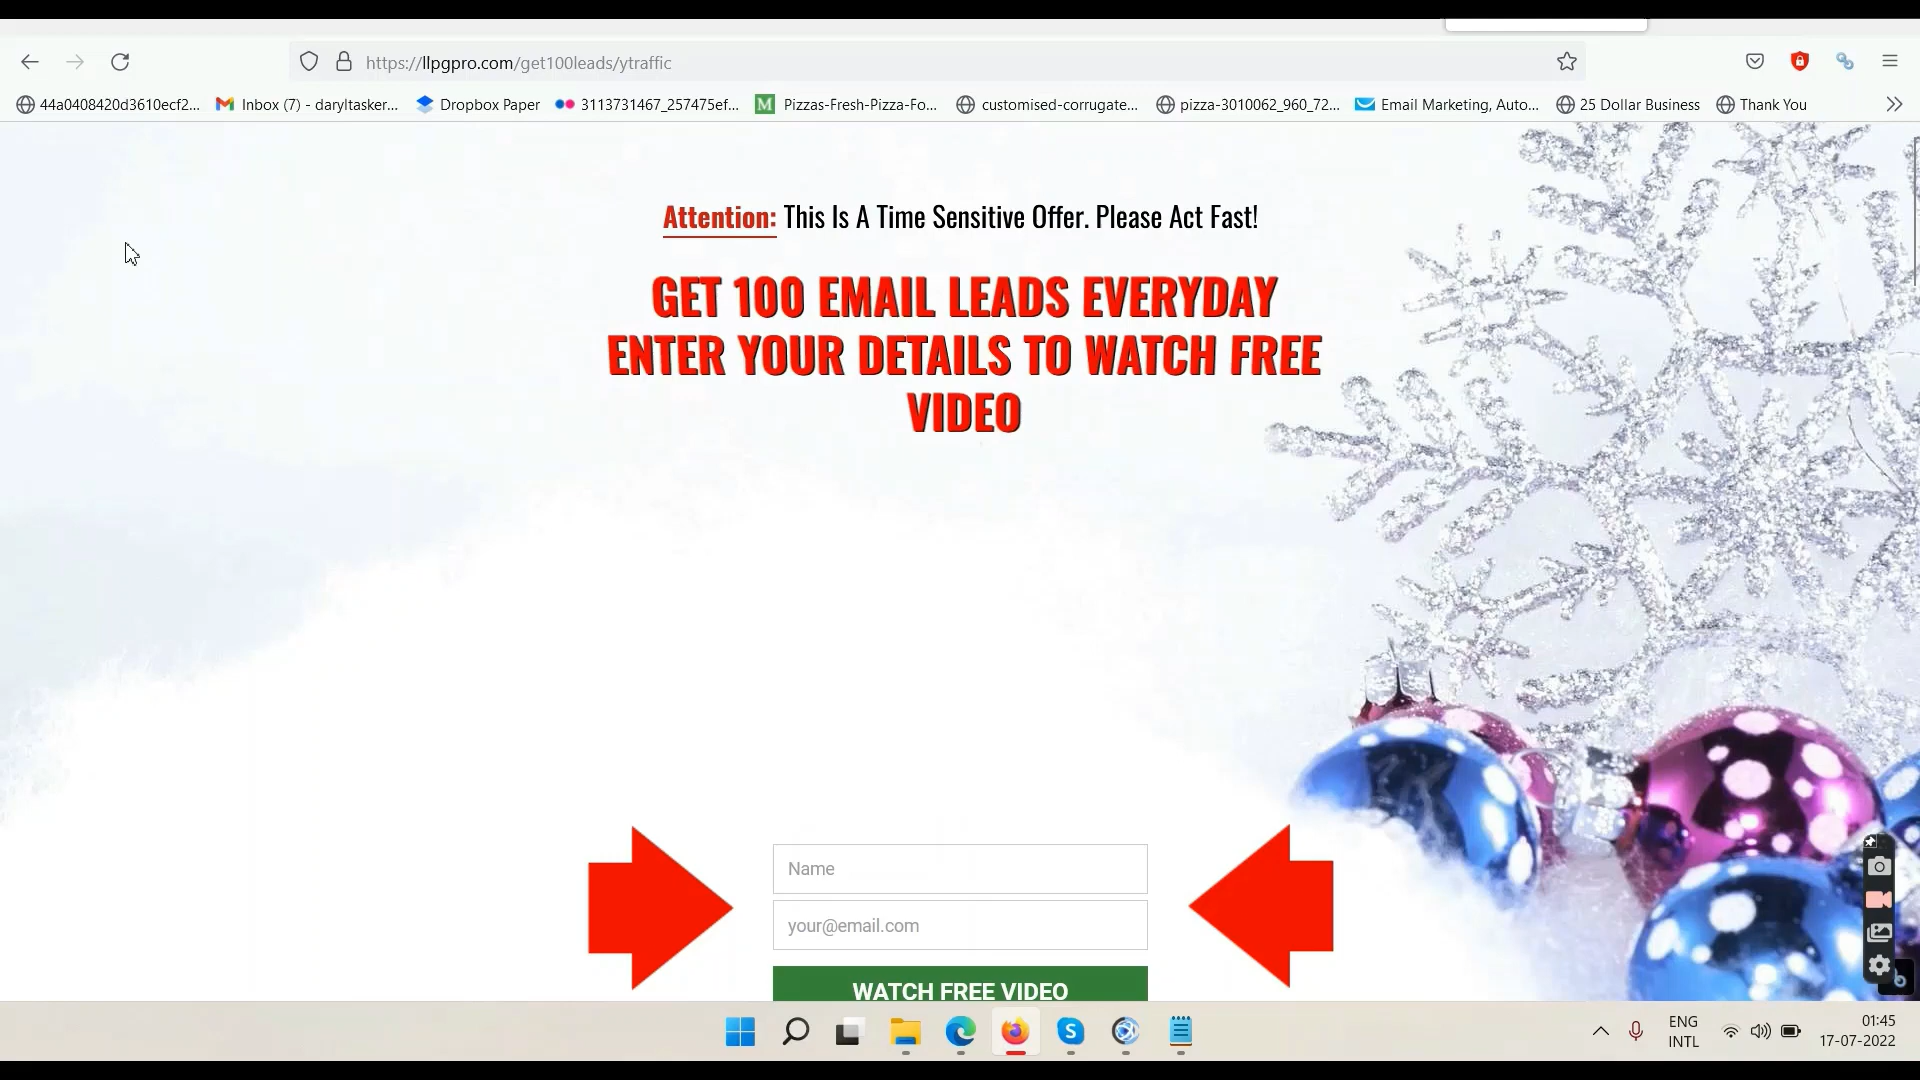 https://llpgpro.com/get100leads/ytraffic
44a0408420d3610ecf2... Inbox (7) - daryltasker... Dropbox Paper 3113731467_257475ef... Pizzas-Fresh-Pizza-Fo... customised-corrugate... pizza-3010062_960_72... Email Marketing, Auto... 25 Dollar Business Thank You
Attention: This Is A Time Sensitive Offer. Please Act Fast!
GET 100 EMAIL LEADS EVERYDAY
ENTER YOUR DETAILS TO WATCH FREE
VIDEO
Name
your@email.com
WATCH FREE VIDEO
ENG 01:45
INTL 17-07-2022